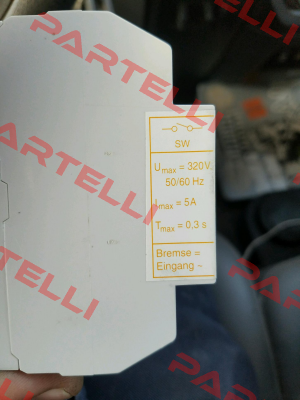 PARTELLI
PARTELLI
PARTELLI
SW
Umax = 320V
50/60 Hz
Imax = 5A
Tmax = 0.3 s
Bremse =
Eingang ~
PARTELLI
PARTELLI